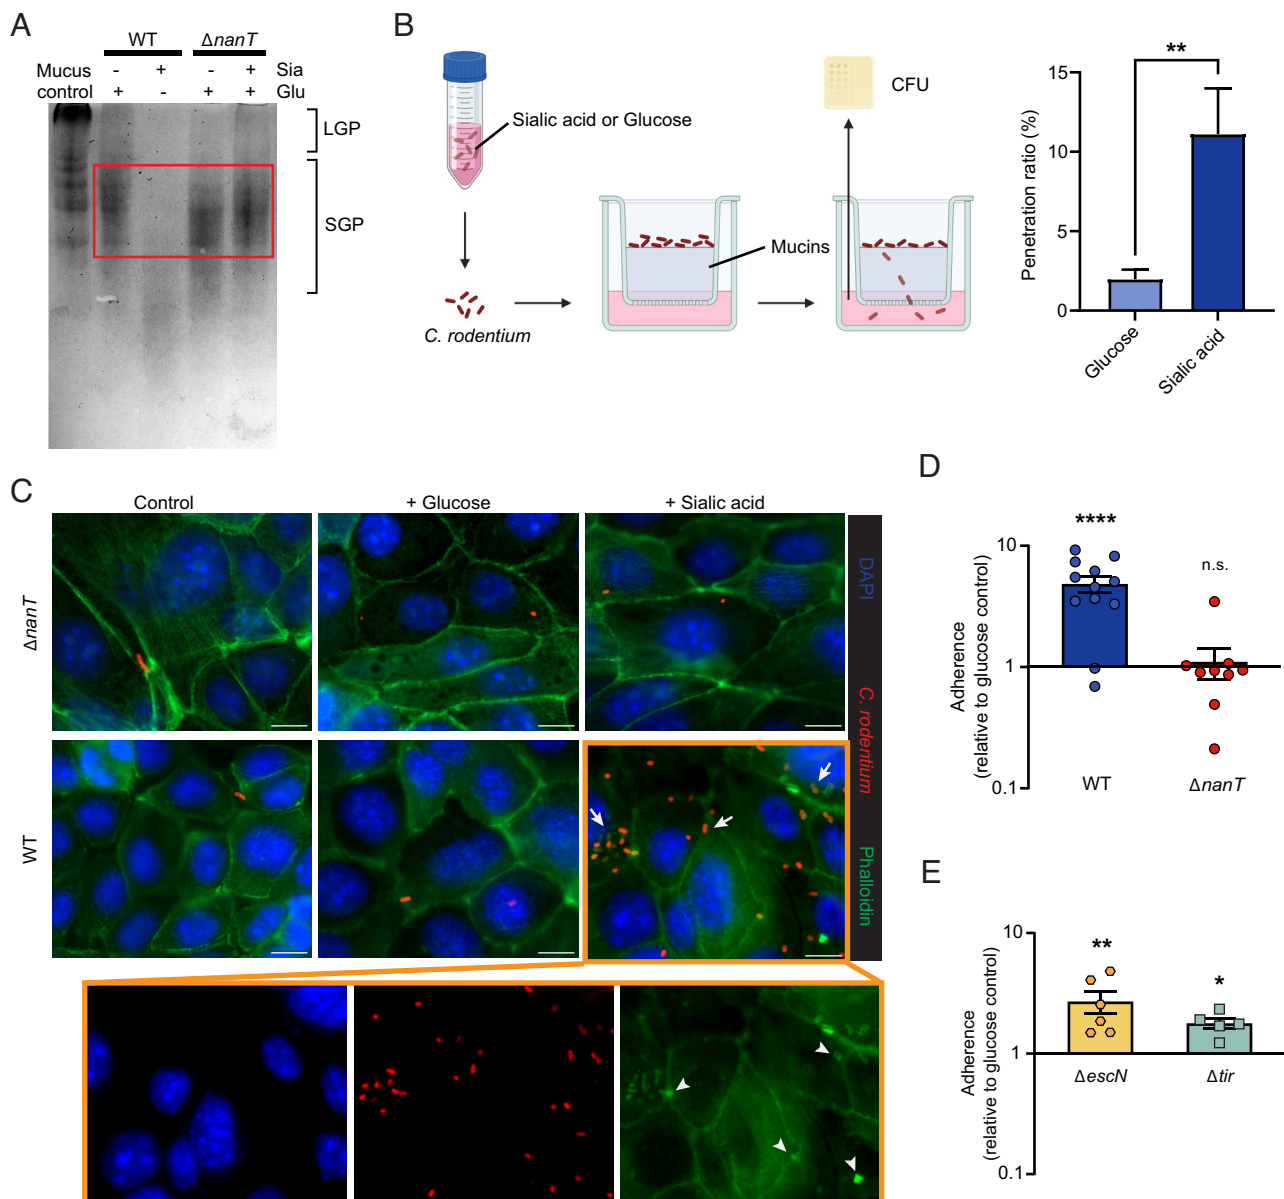 A
WT ΔnanT
Mucus - + - + Sia
control + - + + Glu
LGP
SGP
B
Sialic acid or Glucose
C. rodentium
Mucins
CFU
**
Penetration ratio (%)
15
10
5
0
Glucose
Sialic acid
C
Control + Glucose + Sialic acid
ΔnanT
WT
DAPI
C. rodentium
Phalloidin
D
Adherence
(relative to glucose control)
10
1
0.1
****
n.s.
WT ΔnanT
E
Adherence
(relative to glucose control)
10
1
0.1
**
*
ΔescN Δtir